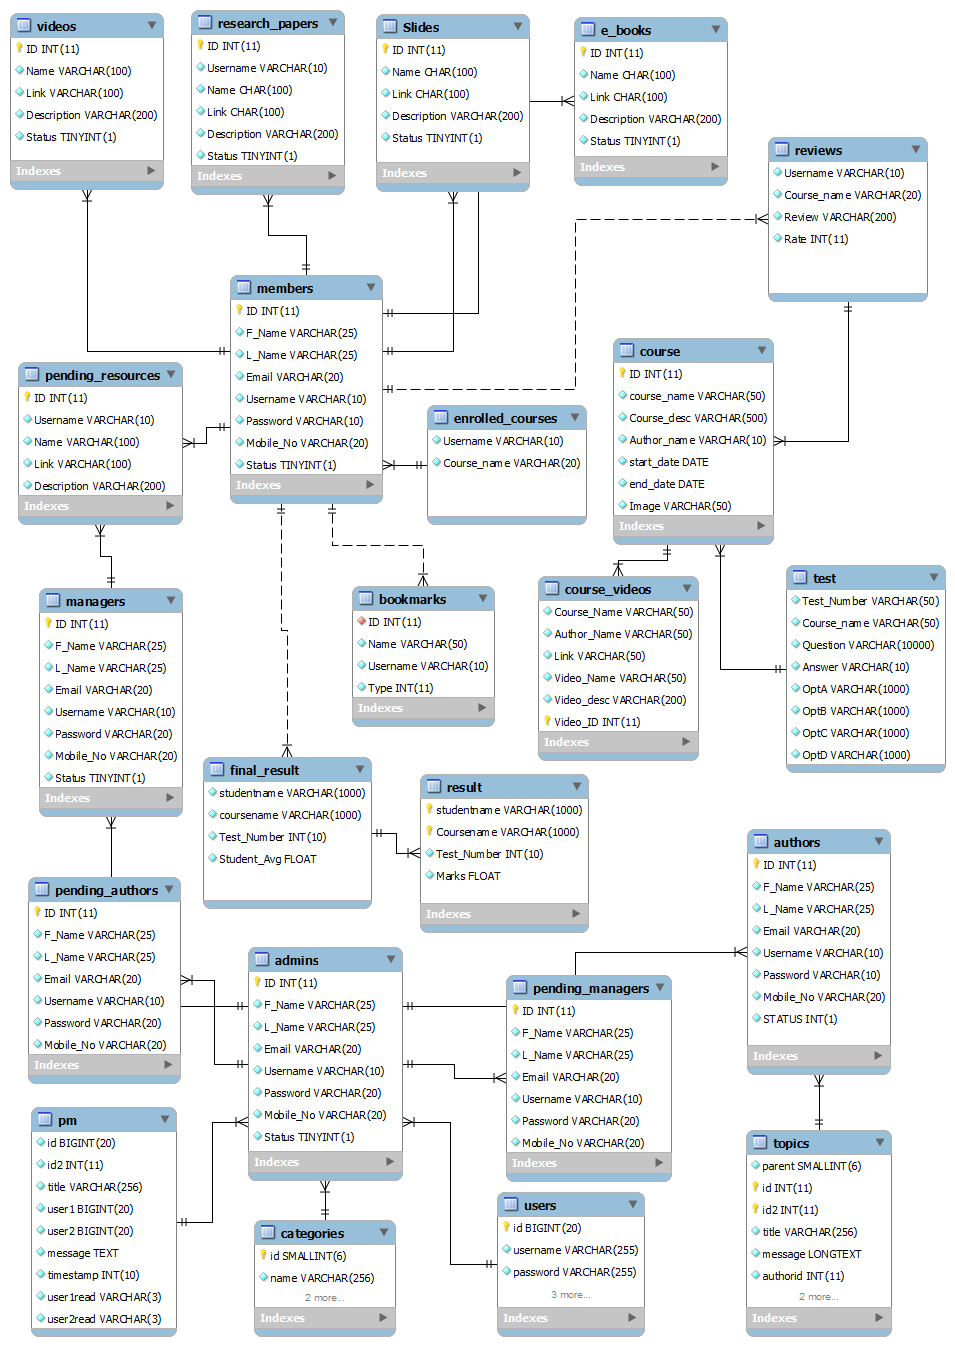 videos
ID INT(11)
Name VARCHAR(100)
Link VARCHAR(100)
Description VARCHAR(200)
Status TINYINT(1)
Indexes
research_papers
ID INT(11)
Username VARCHAR(10)
Name CHAR(100)
Link CHAR(100)
Description VARCHAR(200)
Status TINYINT(1)
Indexes
Slides
ID INT(11)
Name CHAR(100)
Link CHAR(100)
Description VARCHAR(200)
Status TINYINT(1)
Indexes
e_books
ID INT(11)
Name CHAR(100)
Link CHAR(100)
Description VARCHAR(200)
Status TINYINT(1)
Indexes
reviews
Username VARCHAR(10)
Course_name VARCHAR(20)
Review VARCHAR(200)
Rate INT(11)
members
ID INT(11)
F_Name VARCHAR(25)
L_Name VARCHAR(25)
Email VARCHAR(20)
Username VARCHAR(10)
Password VARCHAR(10)
Mobile_No VARCHAR(20)
Status TINYINT(1)
Indexes
pending_resources
ID INT(11)
Username VARCHAR(10)
Name VARCHAR(100)
Link VARCHAR(100)
Description VARCHAR(200)
Indexes
enrolled_courses
Username VARCHAR(10)
Course_name VARCHAR(20)
course
ID INT(11)
course_name VARCHAR(50)
Course_desc VARCHAR(500)
Author_name VARCHAR(10)
start_date DATE
end_date DATE
Image VARCHAR(50)
Indexes
managers
ID INT(11)
F_Name VARCHAR(25)
L_Name VARCHAR(25)
Email VARCHAR(20)
Username VARCHAR(10)
Password VARCHAR(20)
Mobile_No VARCHAR(20)
Status TINYINT(1)
Indexes
bookmarks
ID INT(11)
Name VARCHAR(50)
Username VARCHAR(10)
Type INT(11)
Indexes
course_videos
Course_Name VARCHAR(50)
Author_Name VARCHAR(50)
Link VARCHAR(50)
Video_Name VARCHAR(50)
Video_desc VARCHAR(200)
Video_ID INT(11)
Indexes
test
Test_Number VARCHAR(50)
Course_name VARCHAR(50)
Question VARCHAR(10000)
Answer VARCHAR(10)
OptA VARCHAR(1000)
OptB VARCHAR(1000)
OptC VARCHAR(1000)
OptD VARCHAR(1000)
final_result
studentname VARCHAR(1000)
coursename VARCHAR(1000)
Test_Number INT(10)
Student_Avg FLOAT
result
studentname VARCHAR(1000)
Coursename VARCHAR(1000)
Test_Number INT(10)
Marks FLOAT
Indexes
authors
ID INT(11)
F_Name VARCHAR(25)
L_Name VARCHAR(25)
Email VARCHAR(20)
Username VARCHAR(10)
Password VARCHAR(10)
Mobile_No VARCHAR(20)
STATUS INT(1)
Indexes
pending_authors
ID INT(11)
F_Name VARCHAR(25)
L_Name VARCHAR(25)
Email VARCHAR(20)
Username VARCHAR(10)
Password VARCHAR(20)
Mobile_No VARCHAR(20)
Indexes
admins
ID INT(11)
F_Name VARCHAR(25)
L_Name VARCHAR(25)
Email VARCHAR(20)
Username VARCHAR(10)
Password VARCHAR(20)
Mobile_No VARCHAR(20)
Status TINYINT(1)
Indexes
pending_managers
ID INT(11)
F_Name VARCHAR(25)
L_Name VARCHAR(25)
Email VARCHAR(20)
Username VARCHAR(10)
Password VARCHAR(20)
Mobile_No VARCHAR(20)
Indexes
pm
id BIGINT(20)
id2 INT(11)
title VARCHAR(256)
user1 BIGINT(20)
user2 BIGINT(20)
message TEXT
timestamp INT(10)
user1read VARCHAR(3)
user2read VARCHAR(3)
categories
id SMALLINT(6)
name VARCHAR(256)
2 more...
Indexes
users
id BIGINT(20)
username VARCHAR(255)
password VARCHAR(255)
3 more...
Indexes
topics
parent SMALLINT(6)
id INT(11)
id2 INT(11)
title VARCHAR(256)
message LONGTEXT
authorid INT(11)
2 more...
Indexes